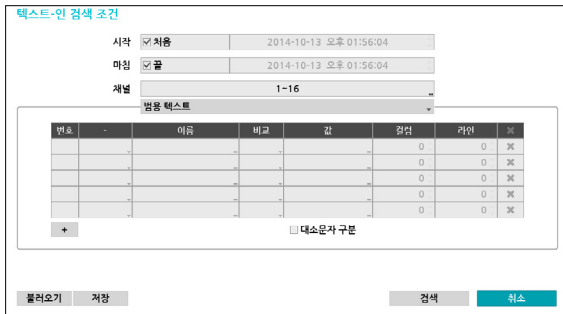 텍스트-인 검색 조건
시작 처음 2014-10-13 오후 01:56:04
마침 끝 2014-10-13 오후 01:56:04
채널 1~16 ...
범용 텍스트
번호 - 이름 비교 값 컬럼 라인 ×
0 0 ×
0 0 ×
0 0 ×
0 0 ×
0 0 ×
+ 대소문자 구분
불러오기 저장 검색 취소